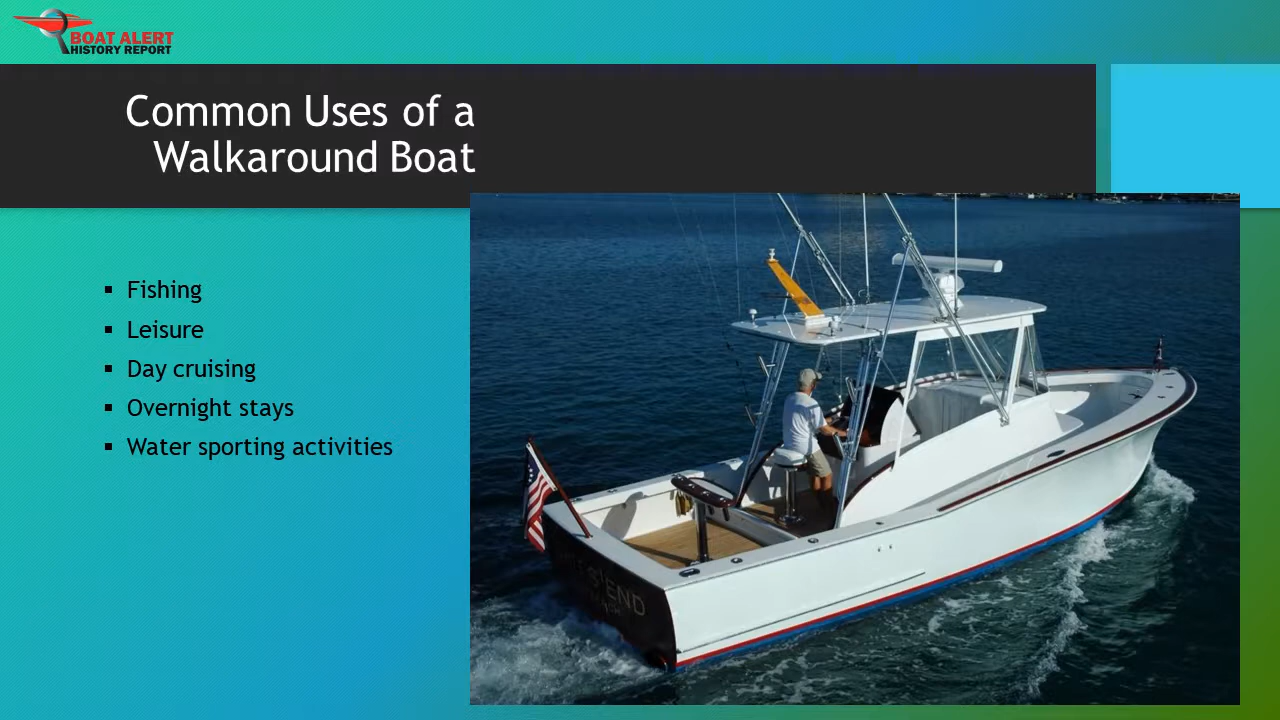 BOAT ALERT
HISTORY REPORT
Common Uses of a
Walkaround Boat
Fishing
Leisure
Day cruising
Overnight stays
Water sporting activities